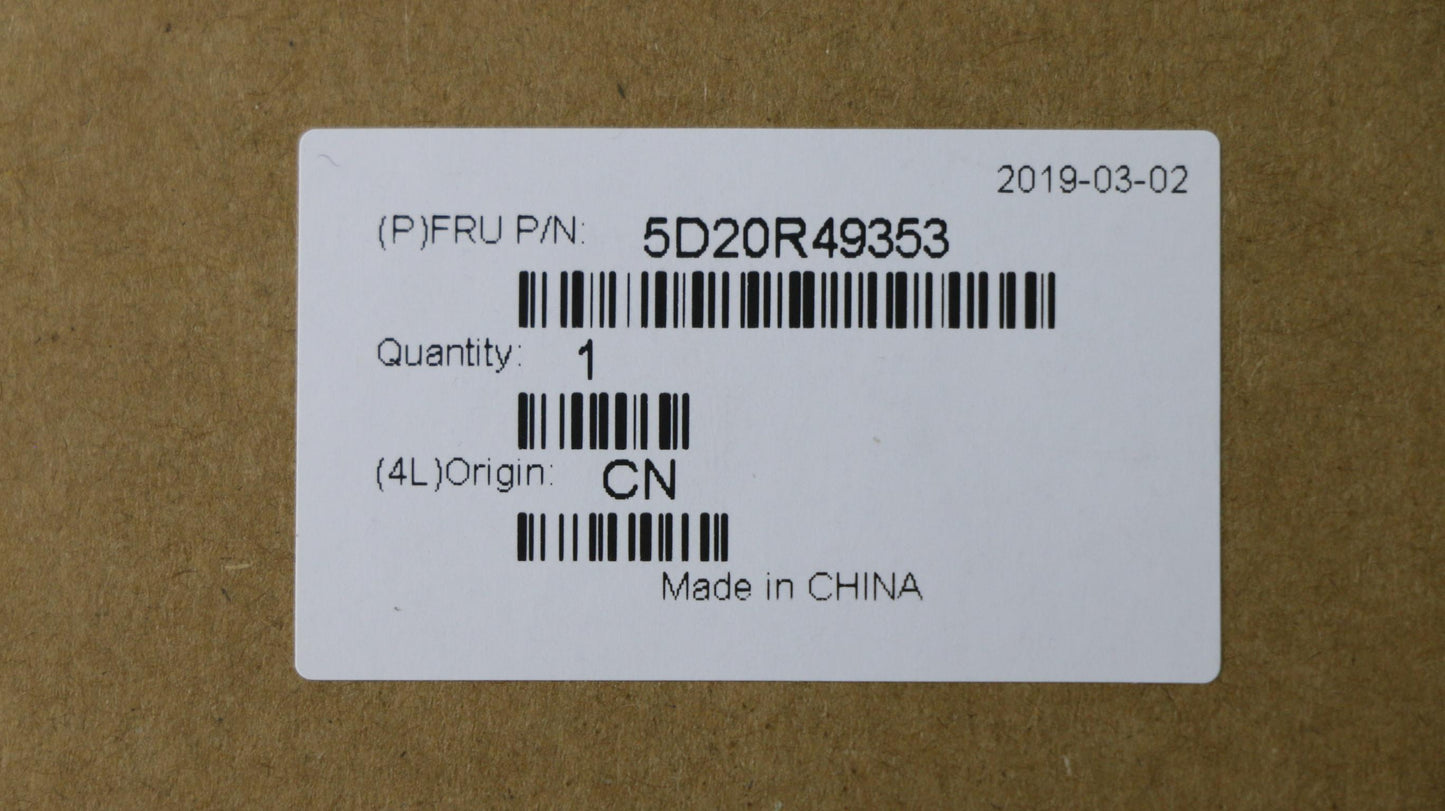 2019-03-02
(P)FRU P/N: 5D20R49353
Quantity: 1
(4L)Origin: CN
Made in CHINA